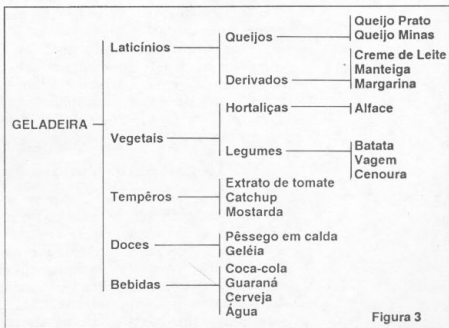 GELADEIRA
Laticínios
Queijos
Queijo Prato
Queijo Minas
Derivados
Creme de Leite
Manteiga
Margarina
Vegetais
Hortaliças
Alface
Legumes
Batata
Vagem
Cenoura
Tempêros
Extrato de tomate
Catchup
Mostarda
Doces
Pêssego em calda
Geléia
Bebidas
Coca-cola
Guaraná
Cerveja
Água
Figura 3